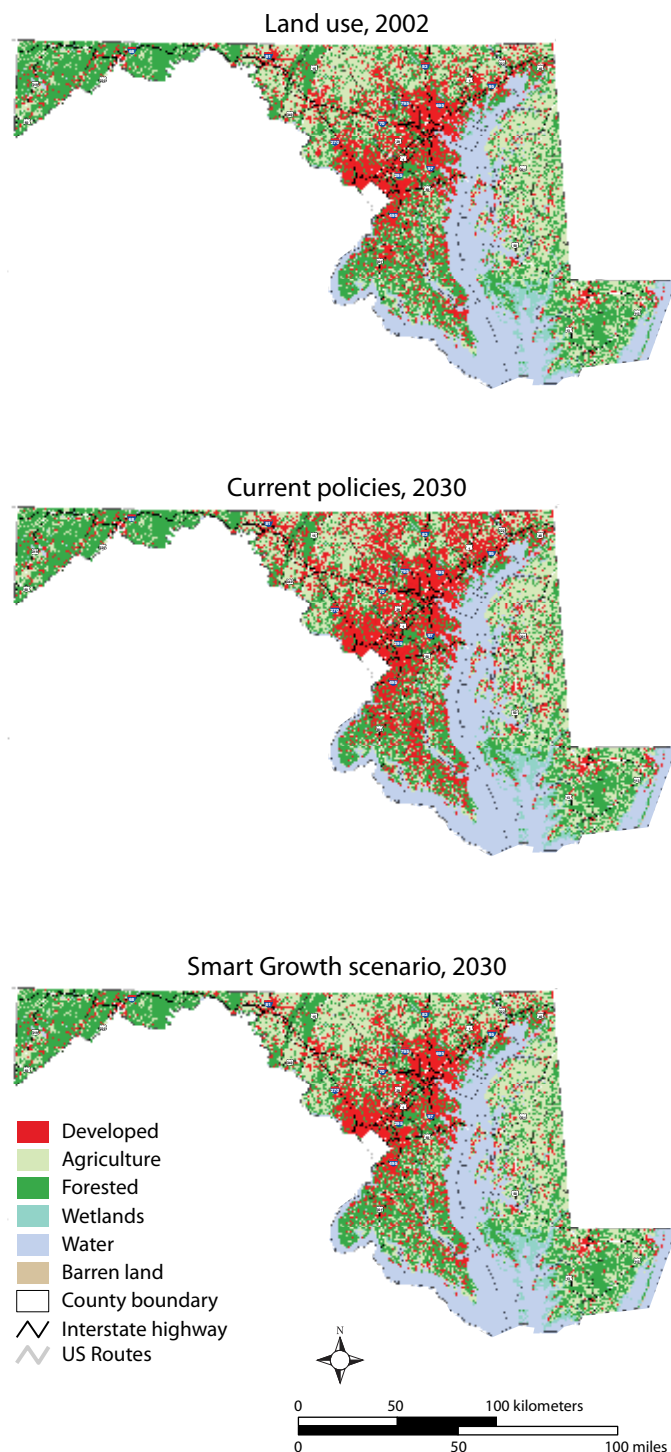 Land use, 2002
Current policies, 2030
Smart Growth scenario, 2030
Developed
Agriculture
Forested
Wetlands
Water
Barren land
County boundary
Interstate highway
US Routes
N
0 50 100 kilometers
0 50 100 miles